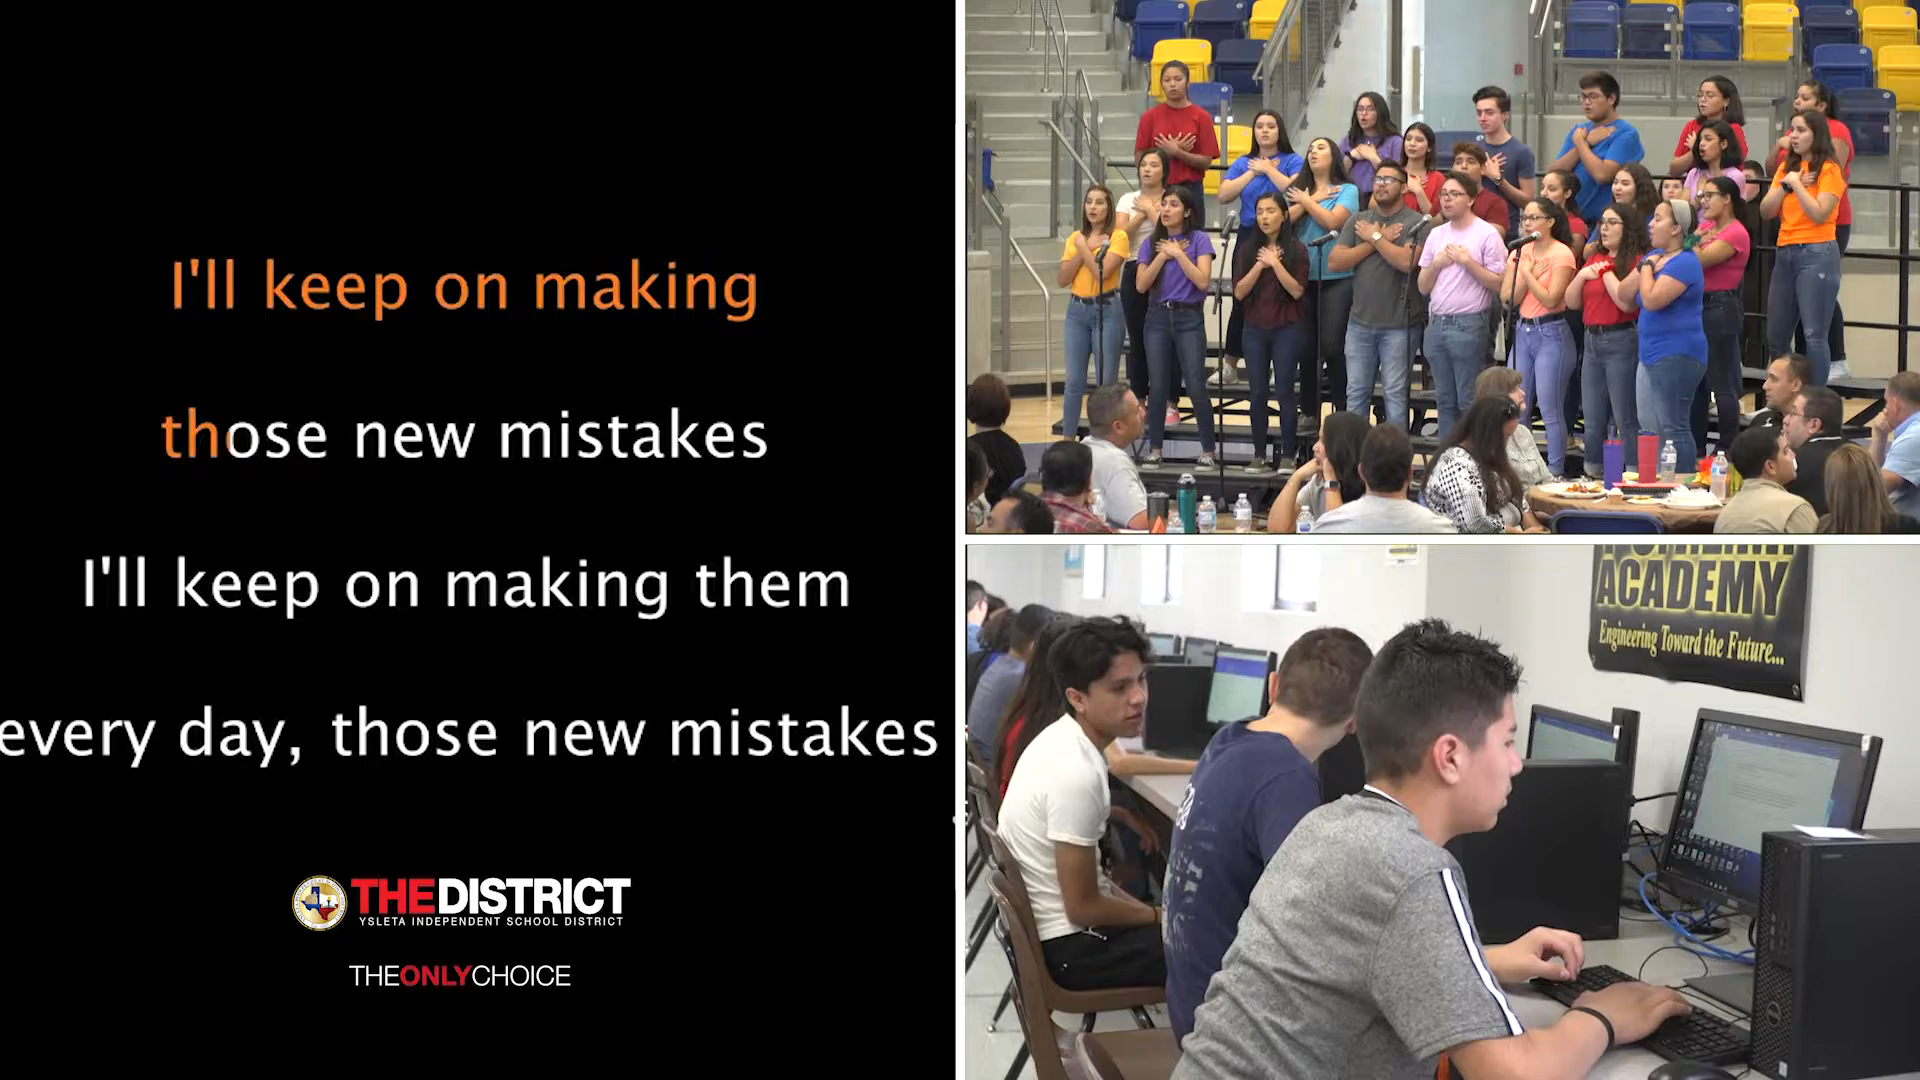 I'll keep on making
those new mistakes
I'll keep on making them
every day, those new mistakes
THEDISTRICT
YSLETA INDEPENDENT SCHOOL DISTRICT
THEONLYCHOICE
ACADEMY
Engineering Toward the Future...